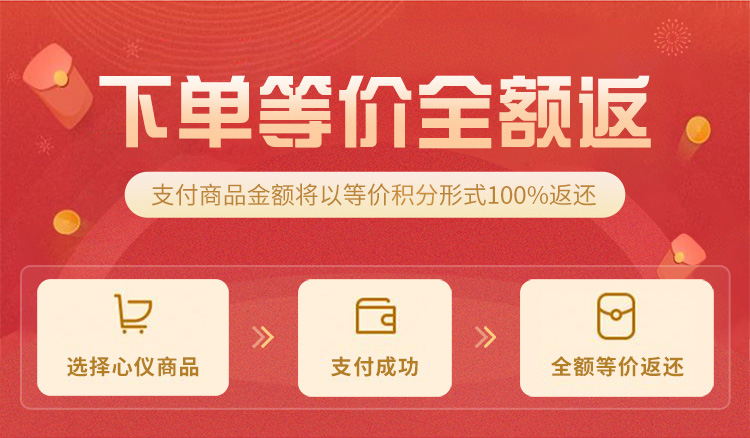 下单等价全额返
支付商品金额将以等价积分形式100%返还
选择心仪商品
支付成功
全额等价返还